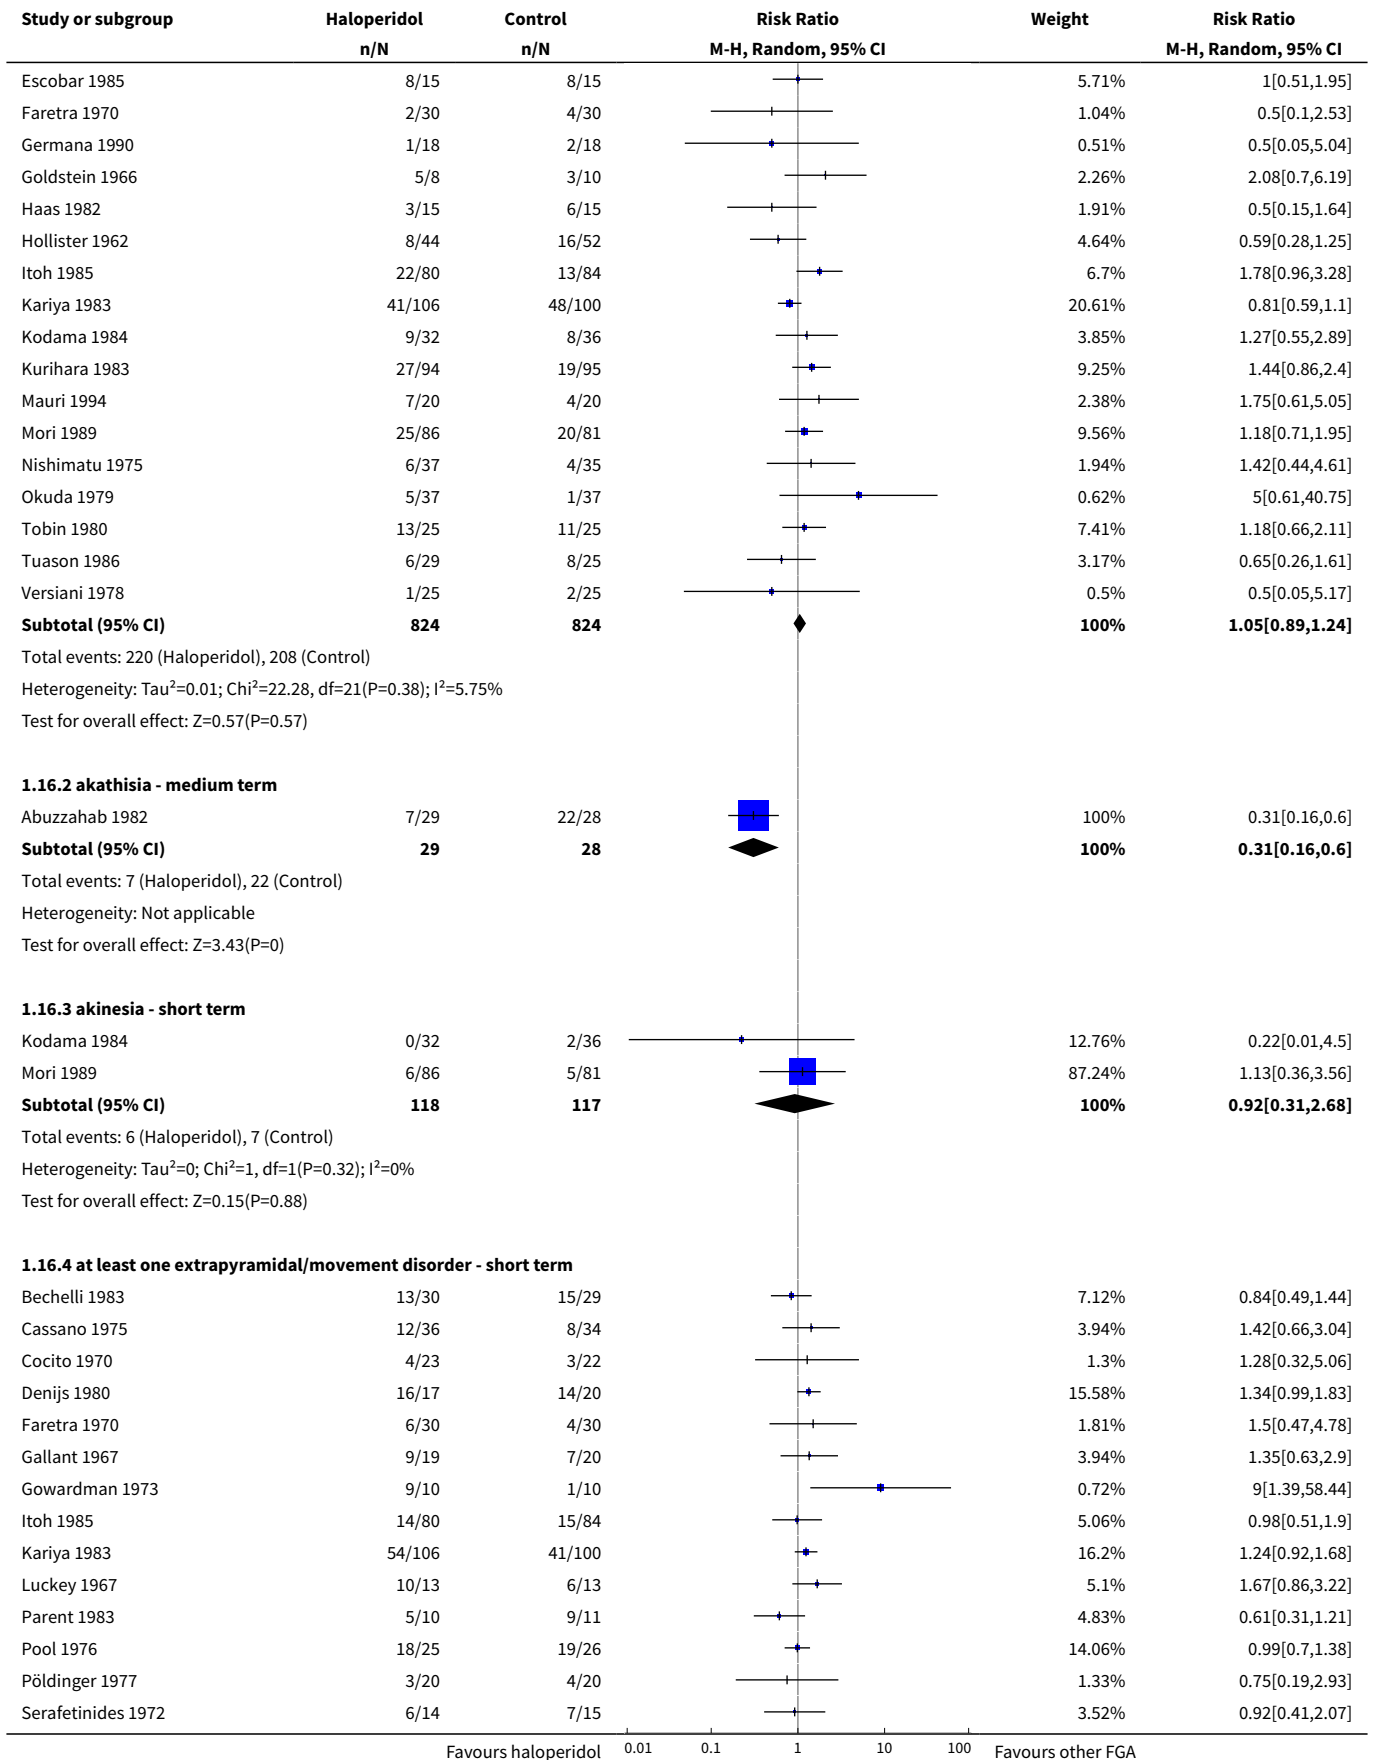 Study or subgroup Haloperidol Control Risk Ratio Weight Risk Ratio
n/N n/N M-H, Random, 95% CI M-H, Random, 95% CI
Escobar 1985 8/15 8/15 5.71% 1[0.51,1.95]
Faretra 1970 2/30 4/30 1.04% 0.5[0.1,2.53]
Germana 1990 1/18 2/18 0.51% 0.5[0.05,5.04]
Goldstein 1966 5/8 3/10 2.26% 2.08[0.7,6.19]
Haas 1982 3/15 6/15 1.91% 0.5[0.15,1.64]
Hollister 1962 8/44 16/52 4.64% 0.59[0.28,1.25]
Itoh 1985 22/80 13/84 6.7% 1.78[0.96,3.28]
Kariya 1983 41/106 48/100 20.61% 0.81[0.59,1.1]
Kodama 1984 9/32 8/36 3.85% 1.27[0.55,2.89]
Kurihara 1983 27/94 19/95 9.25% 1.44[0.86,2.4]
Mauri 1994 7/20 4/20 2.38% 1.75[0.61,5.05]
Mori 1989 25/86 20/81 9.56% 1.18[0.71,1.95]
Nishimatu 1975 6/37 4/35 1.94% 1.42[0.44,4.61]
Okuda 1979 5/37 1/37 0.62% 5[0.61,40.75]
Tobin 1980 13/25 11/25 7.41% 1.18[0.66,2.11]
Tuason 1986 6/29 8/25 3.17% 0.65[0.26,1.61]
Versiani 1978 1/25 2/25 0.5% 0.5[0.05,5.17]
Subtotal (95% CI) 824 824 100% 1.05[0.89,1.24]
Total events: 220 (Haloperidol), 208 (Control)
Heterogeneity: Tau²=0.01; Chi²=22.28, df=21(P=0.38); I²=5.75%
Test for overall effect: Z=0.57(P=0.57)
1.16.2 akathisia - medium term
Abuzzahab 1982 7/29 22/28 100% 0.31[0.16,0.6]
Subtotal (95% CI) 29 28 100% 0.31[0.16,0.6]
Total events: 7 (Haloperidol), 22 (Control)
Heterogeneity: Not applicable
Test for overall effect: Z=3.43(P=0)
1.16.3 akinesia - short term
Kodama 1984 0/32 2/36 12.76% 0.22[0.01,4.5]
Mori 1989 6/86 5/81 87.24% 1.13[0.36,3.56]
Subtotal (95% CI) 118 117 100% 0.92[0.31,2.68]
Total events: 6 (Haloperidol), 7 (Control)
Heterogeneity: Tau²=0; Chi²=1, df=1(P=0.32); I²=0%
Test for overall effect: Z=0.15(P=0.88)
1.16.4 at least one extrapyramidal/movement disorder - short term
Bechelli 1983 13/30 15/29 7.12% 0.84[0.49,1.44]
Cassano 1975 12/36 8/34 3.94% 1.42[0.66,3.04]
Cocito 1970 4/23 3/22 1.3% 1.28[0.32,5.06]
Denijs 1980 16/17 14/20 15.58% 1.34[0.99,1.83]
Faretra 1970 6/30 4/30 1.81% 1.5[0.47,4.78]
Gallant 1967 9/19 7/20 3.94% 1.35[0.63,2.9]
Gowardman 1973 9/10 1/10 0.72% 9[1.39,58.44]
Itoh 1985 14/80 15/84 5.06% 0.98[0.51,1.9]
Kariya 1983 54/106 41/100 16.2% 1.24[0.92,1.68]
Luckey 1967 10/13 6/13 5.1% 1.67[0.86,3.22]
Parent 1983 5/10 9/11 4.83% 0.61[0.31,1.21]
Pool 1976 18/25 19/26 14.06% 0.99[0.7,1.38]
Pöldinger 1977 3/20 4/20 1.33% 0.75[0.19,2.93]
Serafetinides 1972 6/14 7/15 3.52% 0.92[0.41,2.07]
Favours haloperidol 0.01 0.1 1 10 100 Favours other FGA